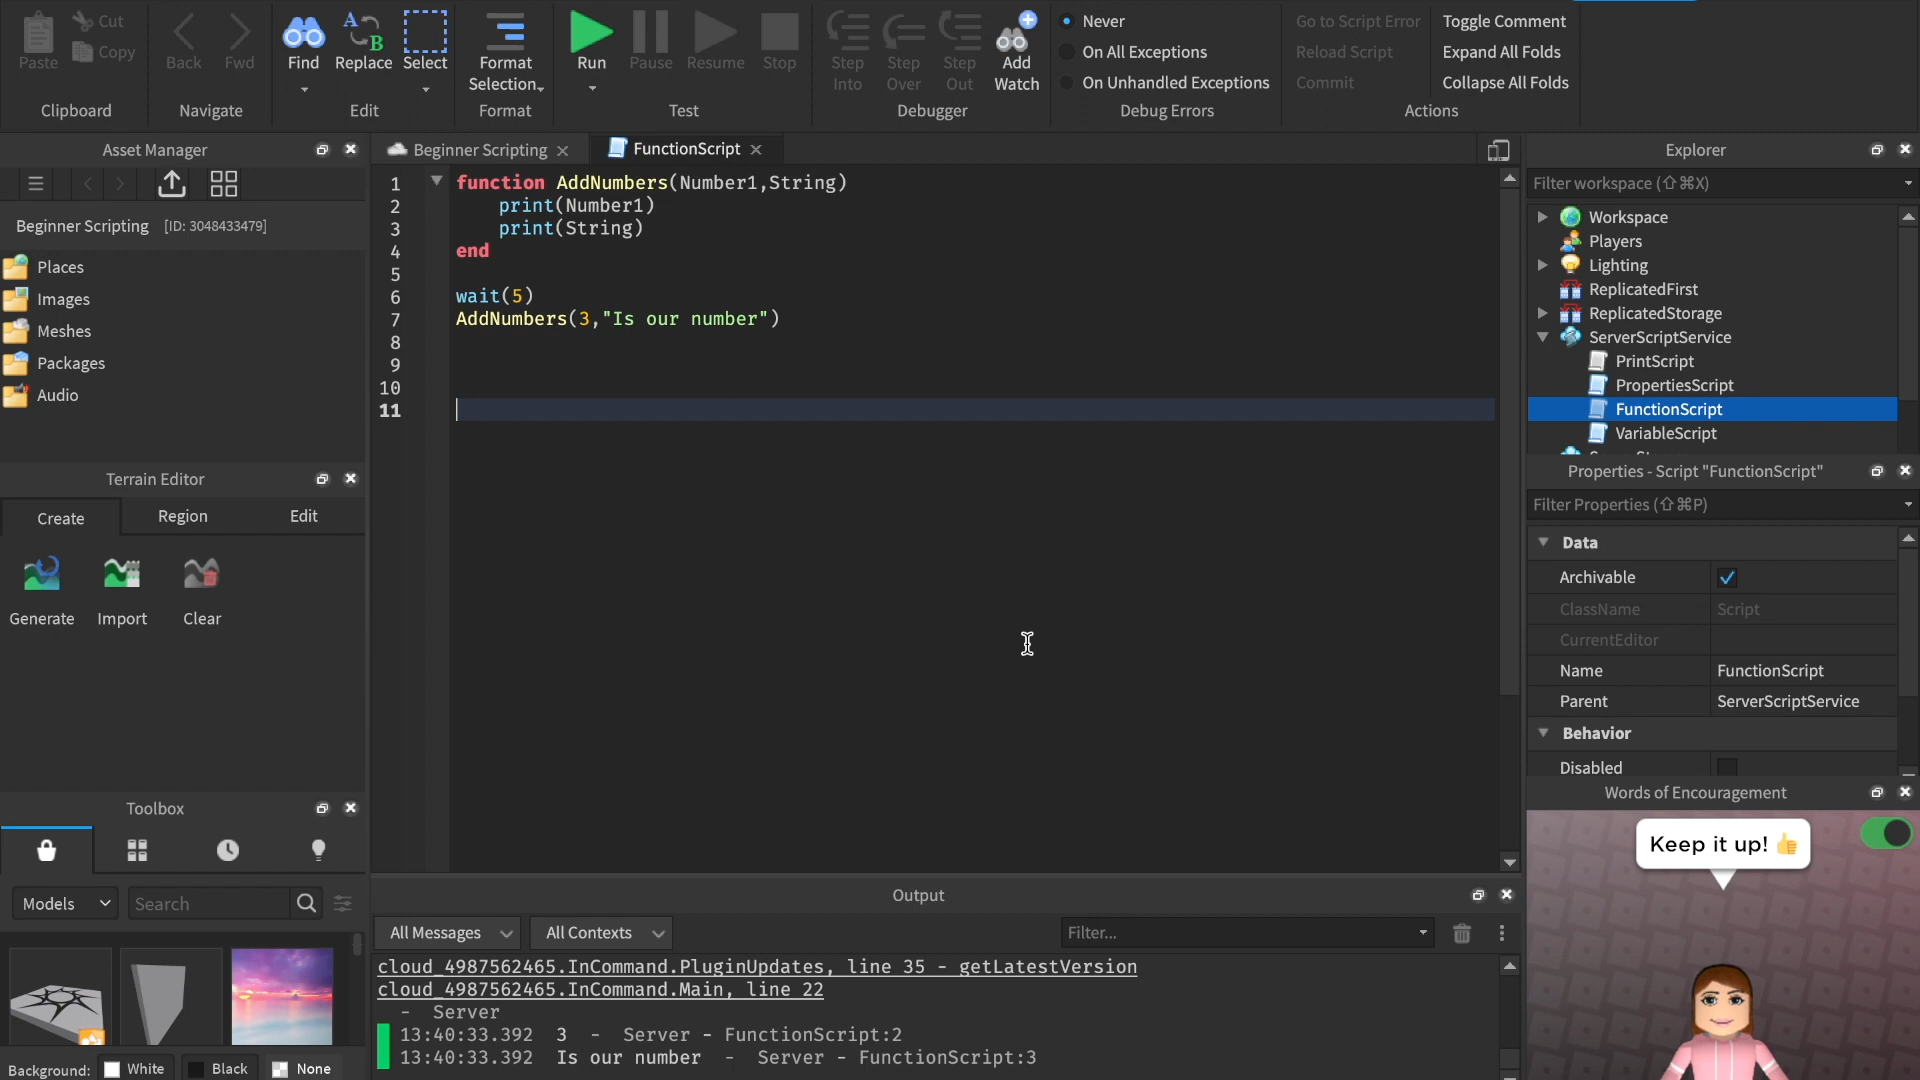 Paste
Cut
Copy
Clipboard
Back
Fwd
Navigate
Find
Replace
Select
Edit
Format
Selection
Format
Run
Pause
Resume
Stop
Test
Step
Into
Step
Over
Step
Out
Add
Watch
Debugger
Never
On All Exceptions
On Unhandled Exceptions
Debug Errors
Go to Script Error
Reload Script
Commit
Toggle Comment
Expand All Folds
Collapse All Folds
Actions
Asset Manager
Beginner Scripting [ID: 3048433479]
Places
Images
Meshes
Packages
Audio
Terrain Editor
Create Region Edit
Generate Import Clear
Toolbox
Models
Search
Background: White Black None
Beginner Scripting
FunctionScript
1 function AddNumbers(Number1,String)
2 print(Number1)
3 print(String)
4 end
5
6 wait(5)
7 AddNumbers(3,"Is our number")
8
9
10
11
Output
All Messages
All Contexts
Filter...
cloud_4987562465.InCommand.PluginUpdates, line 35 - getLatestVersion
cloud_4987562465.InCommand.Main, line 22
- Server
13:40:33.392 3 - Server - FunctionScript:2
13:40:33.392 Is our number - Server - FunctionScript:3
Explorer
Filter workspace (⇧⌘X)
Workspace
Players
Lighting
ReplicatedFirst
ReplicatedStorage
ServerScriptService
PrintScript
PropertiesScript
FunctionScript
VariableScript
Properties - Script "FunctionScript"
Filter Properties (⇧⌘P)
Data
Archivable
ClassName Script
CurrentEditor
Name FunctionScript
Parent ServerScriptService
Behavior
Disabled
Words of Encouragement
Keep it up! 👍